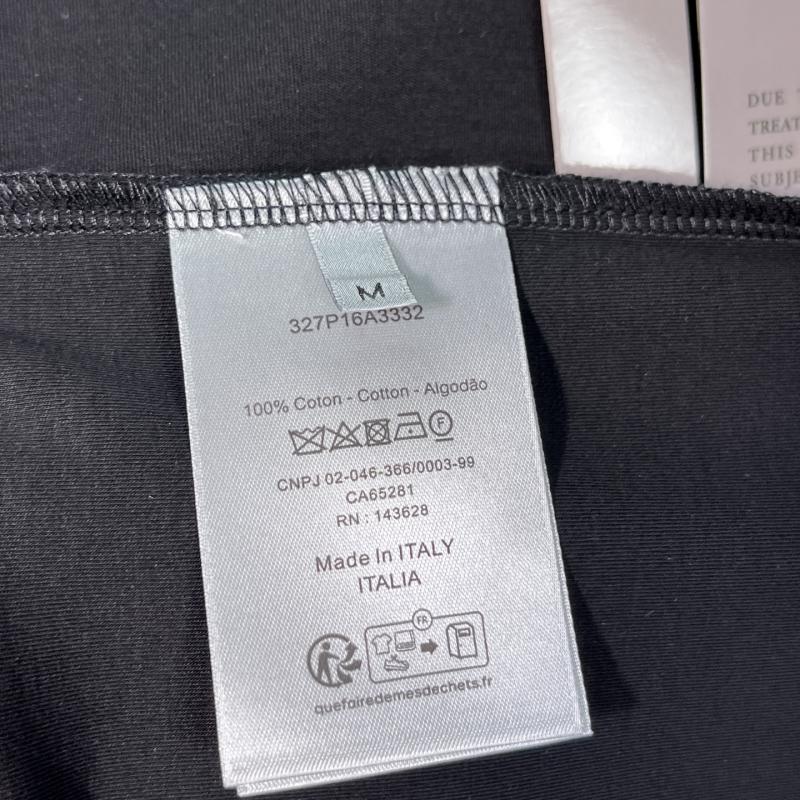 DUE
TREAT
THIS
SUBJE
M
327P16A3332
100% Coton - Cotton - Algodão
F
CNPJ 02-046-366/0003-99
CA65281
RN : 143628
Made In ITALY
ITALIA
FR
quefairedemesdechets.fr